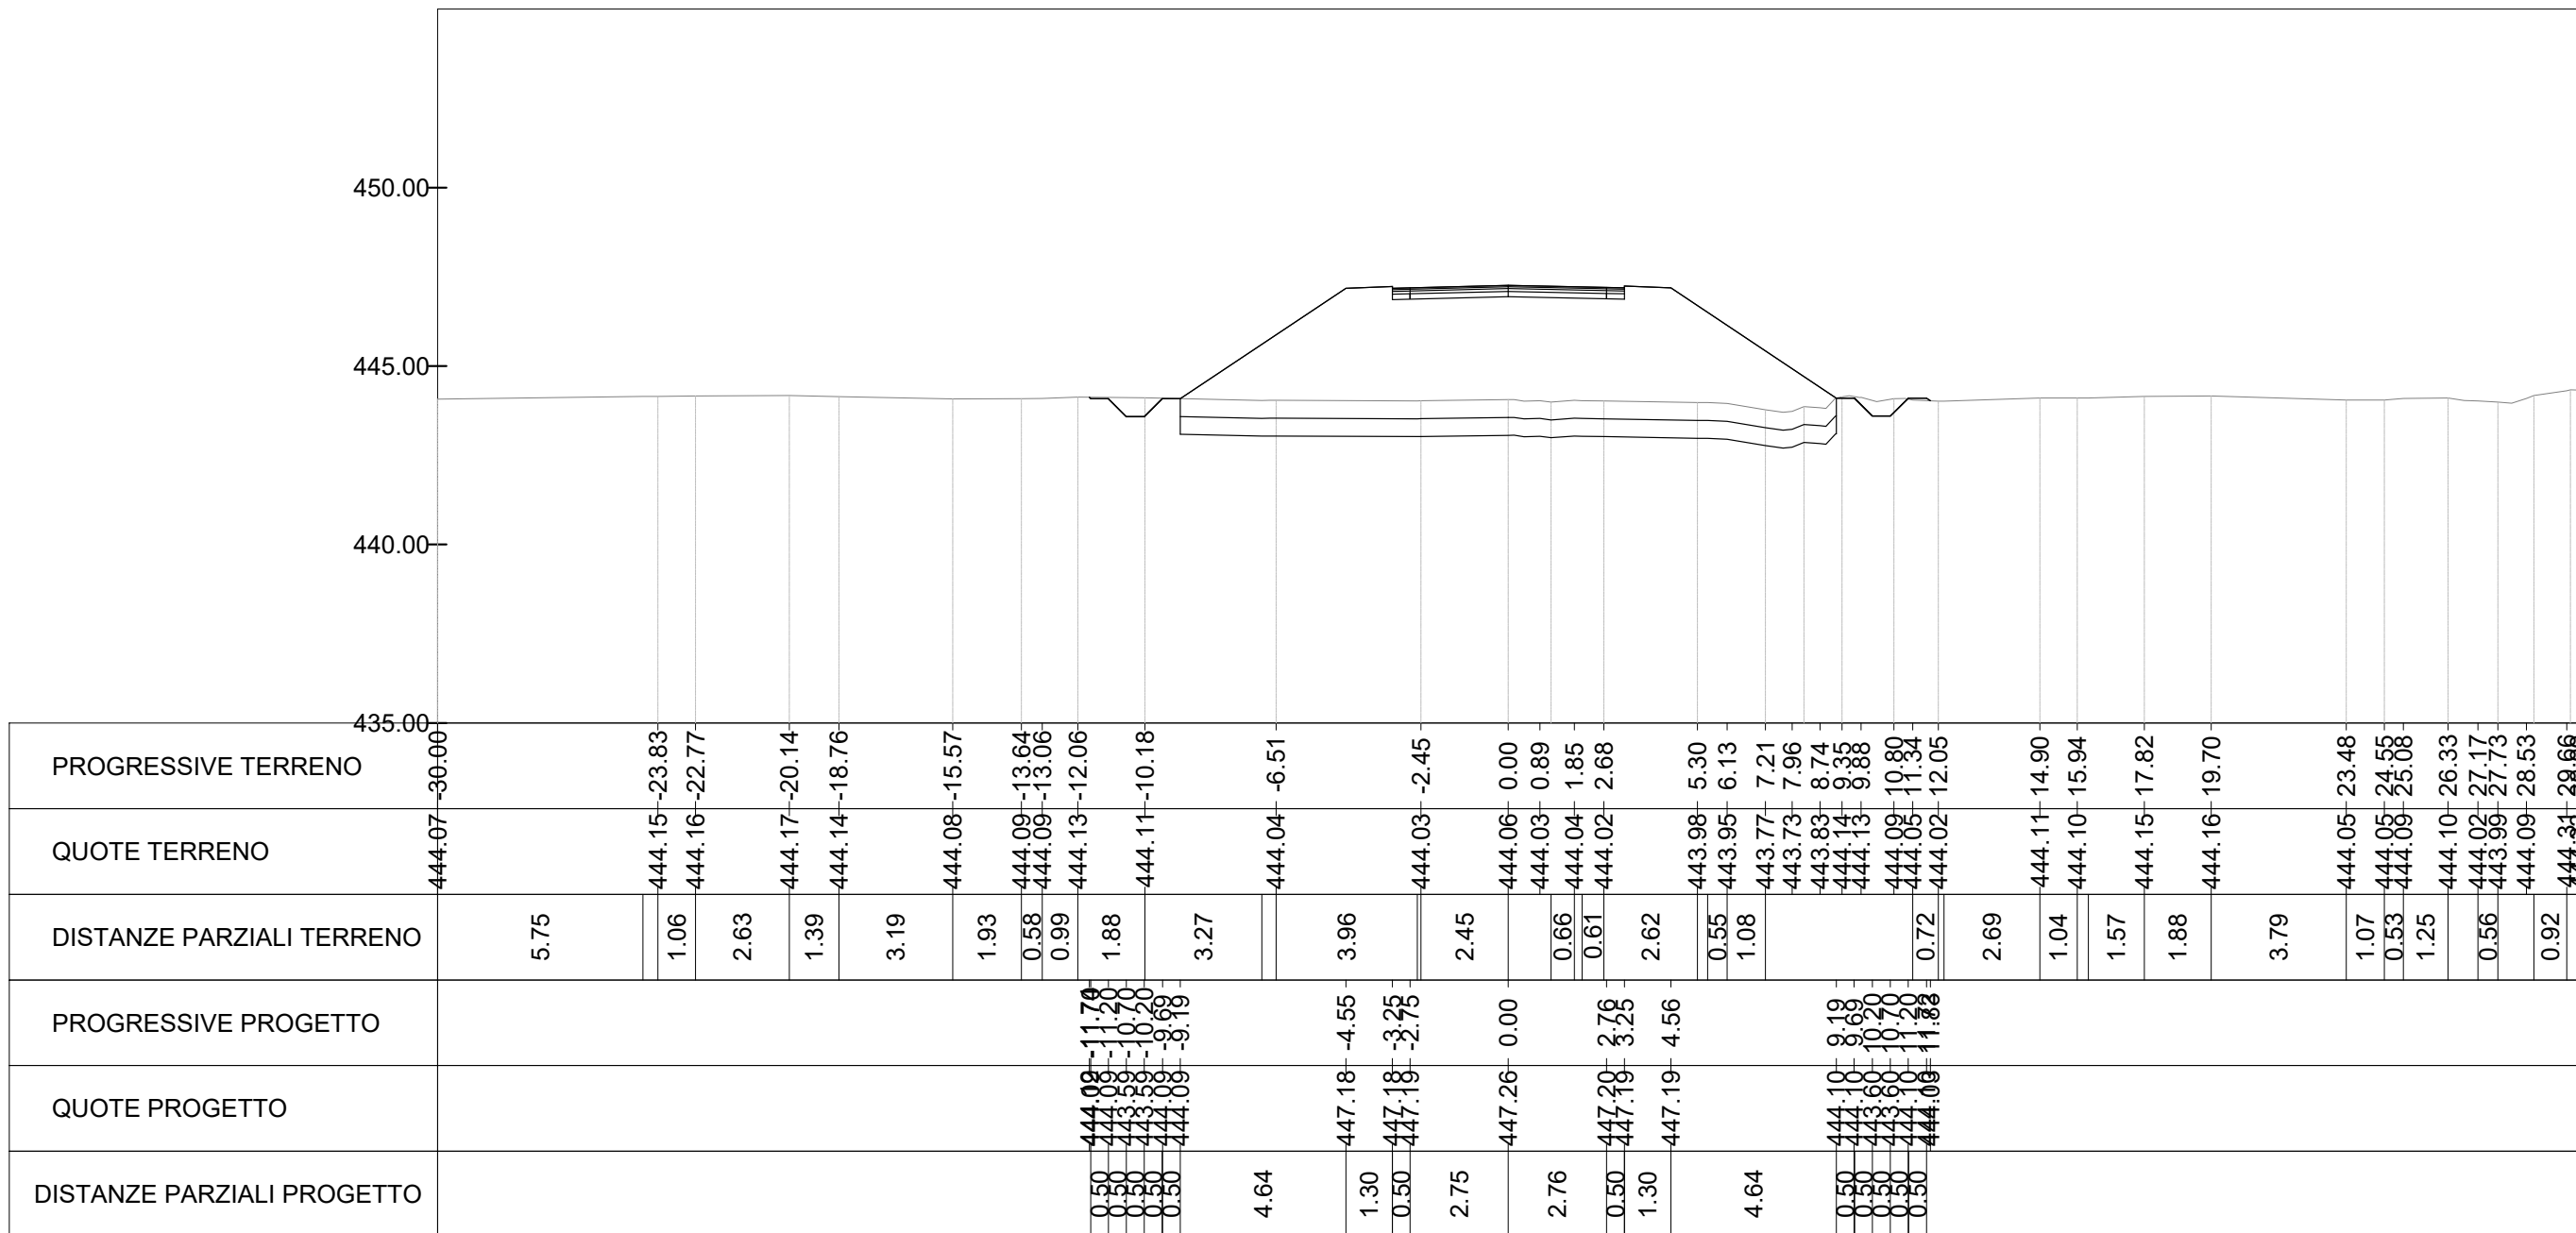 450.00
445.00
440.00
435.00
PROGRESSIVE TERRENO
-30.00 -23.83 -22.77 -20.14 -18.76 -15.57 -13.64 -13.06 -12.06 -10.18 -6.51 -2.45 0.00 0.89 1.85 2.68 5.30 6.13 7.21 7.96 8.74 9.35 9.88 10.80 11.34 12.05 14.90 15.94 17.82 19.70 23.48 24.55 25.08 26.33 27.17 27.73 28.53 29.66
QUOTE TERRENO
444.07 444.15 444.16 444.17 444.14 444.08 444.09 444.09 444.13 444.11 444.04 444.03 444.06 444.03 444.04 444.02 443.98 443.95 443.77 443.73 443.83 444.14 444.13 444.09 444.05 444.02 444.11 444.10 444.15 444.16 444.05 444.05 444.09 444.10 444.02 443.99 444.09 444.31
DISTANZE PARZIALI TERRENO
5.75 1.06 2.63 1.39 3.19 1.93 0.58 0.99 1.88 3.27 3.96 2.45 0.66 0.61 2.62 0.55 1.08 0.72 2.69 1.04 1.57 1.88 3.79 1.07 0.53 1.25 0.56 0.92
PROGRESSIVE PROGETTO
-11.20 -10.70 -10.20 -9.69 -9.19 -4.55 -3.25 -2.75 0.00 2.76 3.25 4.56 9.19 9.69 10.20 10.70 11.20
QUOTE PROGETTO
444.09 443.59 443.59 444.09 444.09 447.18 447.18 447.19 447.26 447.20 447.19 447.19 444.10 444.10 443.60 443.60 444.10
DISTANZE PARZIALI PROGETTO
0.50 0.50 0.50 0.50 0.50 4.64 1.30 0.50 2.75 2.76 0.50 1.30 4.64 0.50 0.50 0.50 0.50 0.50